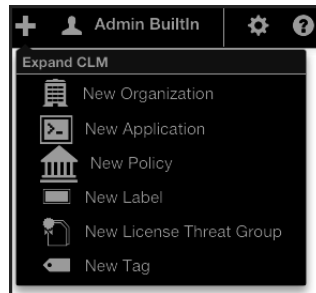 Admin BuiltIn
Expand CLM
New Organization
New Application
New Policy
New Label
New License Threat Group
New Tag